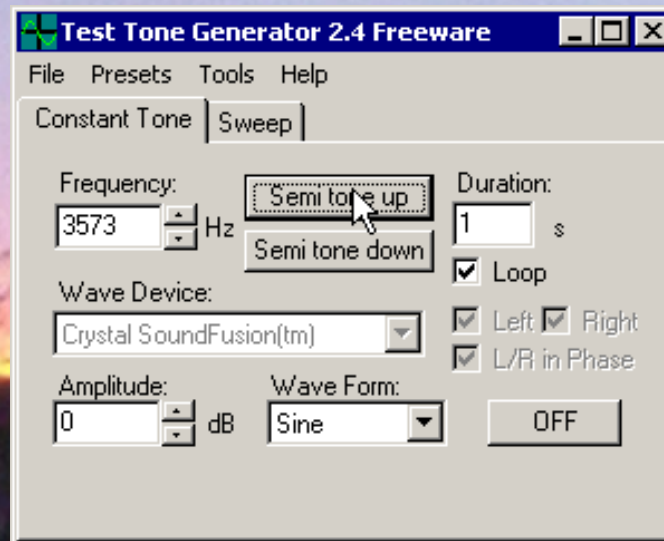 Test Tone Generator 2.4 Freeware
File Presets Tools Help
Constant Tone Sweep
Frequency: Semi tone up Duration:
3573 Hz 1 s
Semi tone down
Loop
Wave Device:
Crystal SoundFusion(tm) Left Right
L/R in Phase
Amplitude: Wave Form:
0 dB Sine OFF